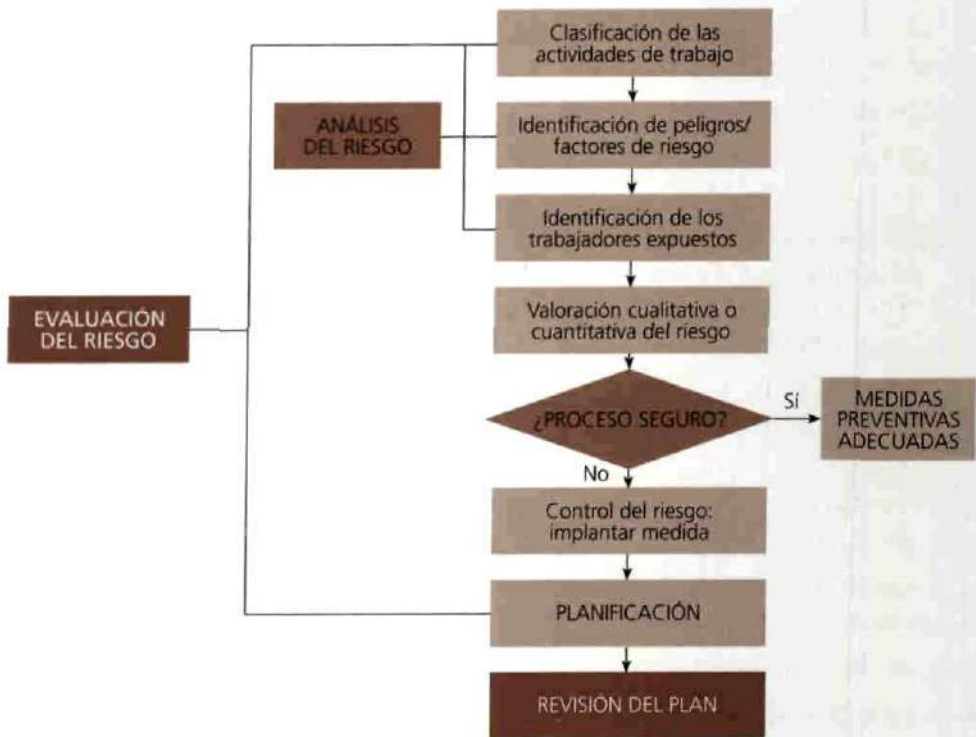 Clasificación de las
actividades de trabajo
ANÁLISIS
DEL RIESGO
Identificación de peligros/
factores de riesgo
Identificación de los
trabajadores expuestos
EVALUACIÓN
DEL RIESGO
Valoración cualitativa o
cuantitativa del riesgo
¿PROCESO SEGURO?
Sí
MEDIDAS
PREVENTIVAS
ADECUADAS
No
Control del riesgo:
implantar medida
PLANIFICACIÓN
REVISIÓN DEL PLAN